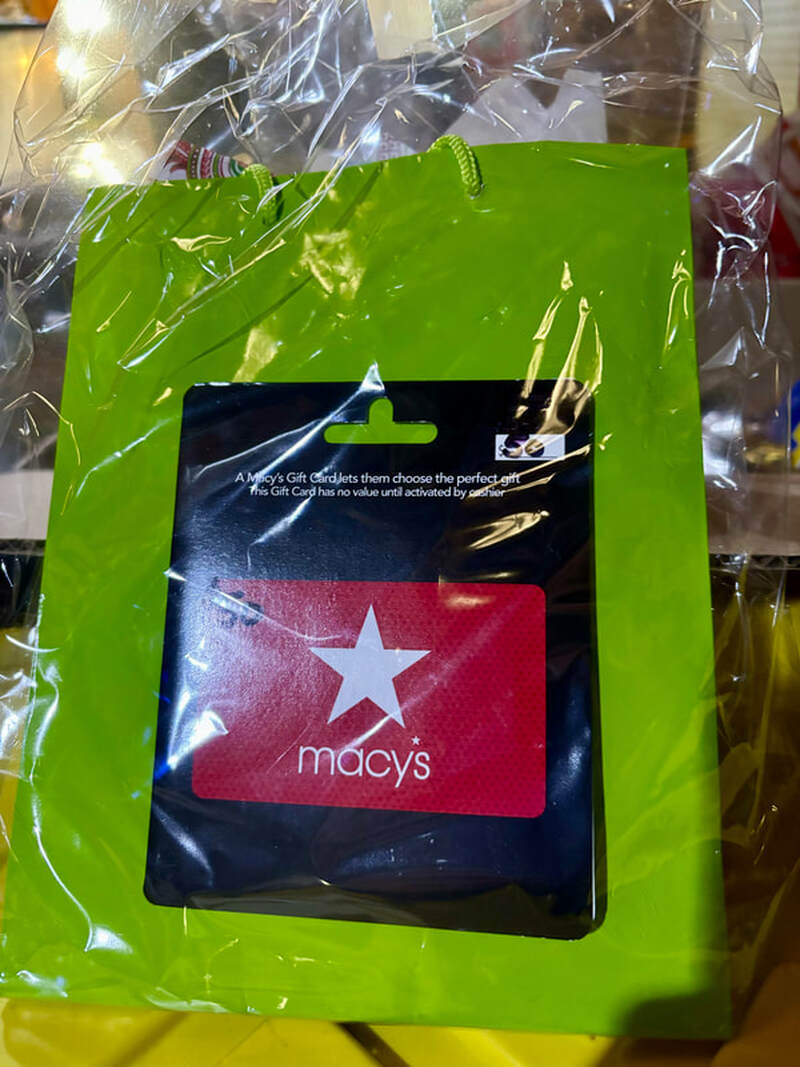 A Macy's Gift Card lets them choose the perfect gift
This Gift Card has no value until activated by cashier
macy's